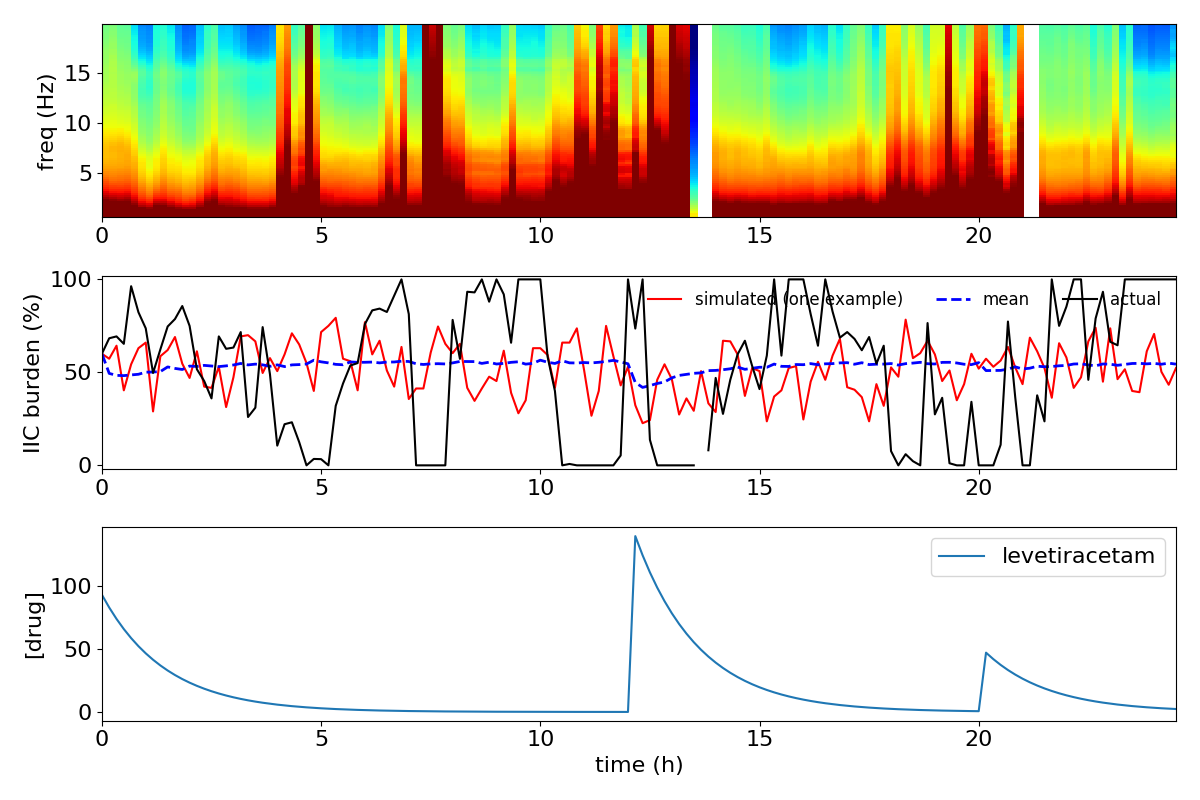 freq (Hz)
15
10
5
0 5 10 15 20
IIC burden (%)
100
50
0
simulated (one example) mean actual
0 5 10 15 20
[drug]
100
50
0
levetiracetam
0 5 10 15 20
time (h)